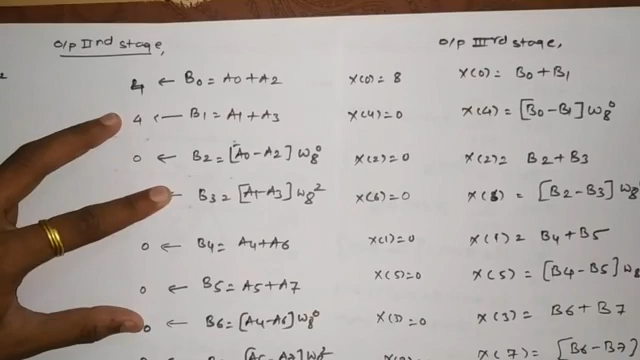 o/p IInd stage,
o/p IIIrd stage,
4 ← B0 = A0+A2 X(0)= 8 X(0)= B0+B1
4 ← B1 = A1+A3 X(4)=0 X(4) = [B0-B1]W8^0
0 ← B2 = [A0-A2] W8^0 X(2)=0 X(2)= B2+B3
← B3 = [A1-A3] W8^2 X(6)=0 X(6) = [B2-B3] W8
0 ← B4 = A4+A6 X(1)=0 X(1) = B4+B5
0 ← B5 = A5+A7 X(5)=0 X(5) = [B4-B5] W8
0 ← B6 = [A4-A6] W8^0 X(3)=0 X(3) = B6+B7
X(7) = [B6-B7]